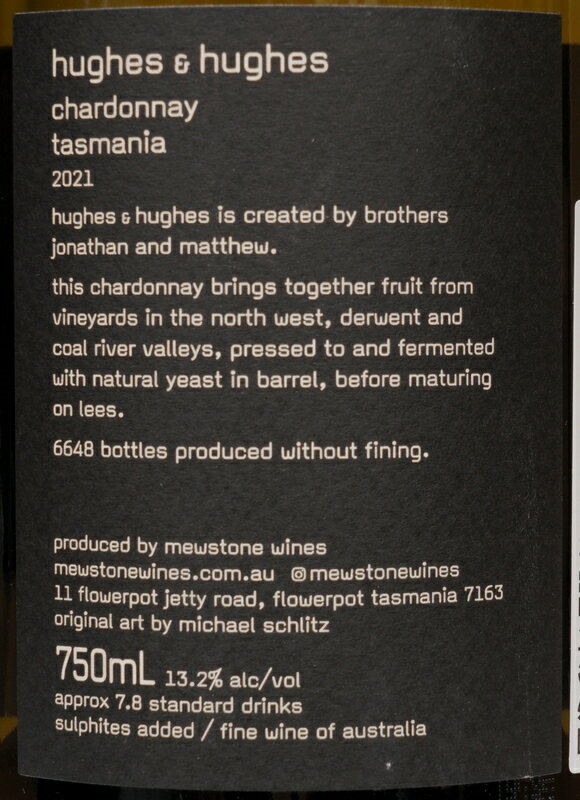 hughes & hughes
chardonnay
tasmania
2021
hughes & hughes is created by brothers
jonathan and matthew.
this chardonnay brings together fruit from
vineyards in the north west, derwent and
coal river valleys, pressed to and fermented
with natural yeast in barrel, before maturing
on lees.
6648 bottles produced without fining.
produced by mewstone wines
mewstonewines.com.au @mewstonewines
11 flowerpot jetty road, flowerpot tasmania 7163
original art by michael schlitz
750mL 13.2% alc/vol
approx 7.8 standard drinks
sulphites added / fine wine of australia